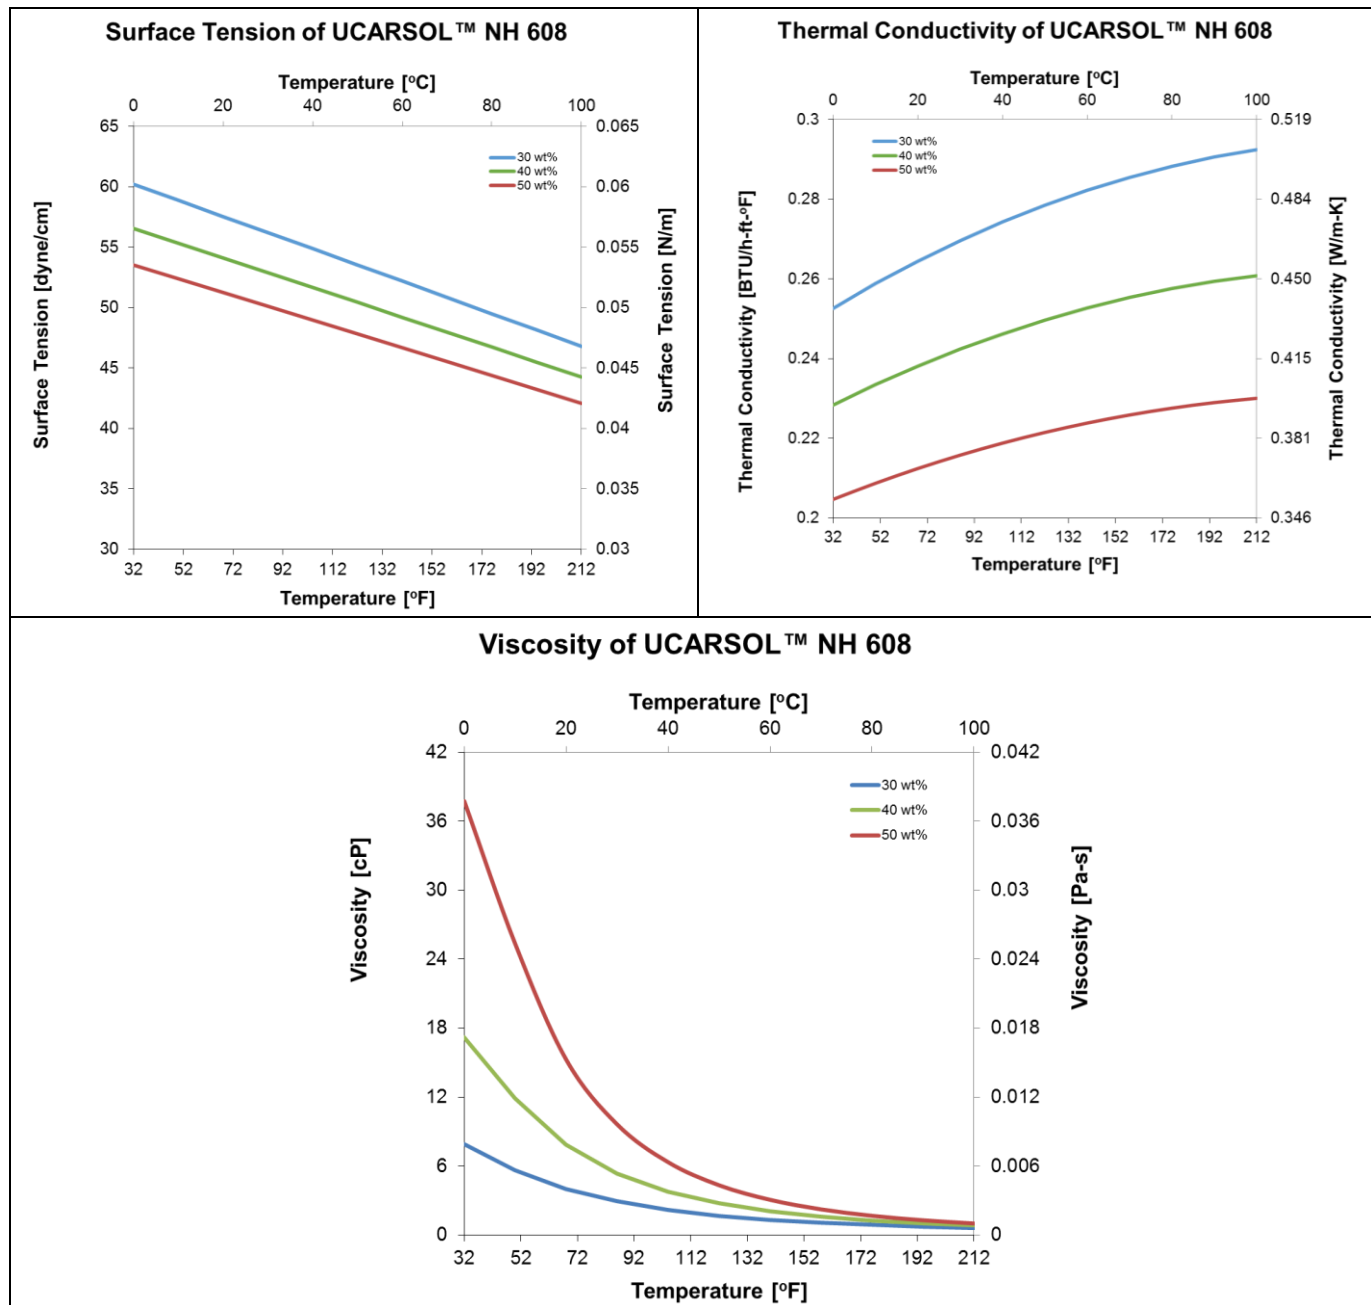 Surface Tension of UCARSOL™ NH 608
Temperature [°C]
0 20 40 60 80 100
65 0.065
60 0.06
55 0.055
50 0.05
45 0.045
40 0.04
35 0.035
30 0.03
30 wt%
40 wt%
50 wt%
Surface Tension [dyne/cm]
Surface Tension [N/m]
32 52 72 92 112 132 152 172 192 212
Temperature [°F]
Thermal Conductivity of UCARSOL™ NH 608
Temperature [°C]
0 20 40 60 80 100
0.3 0.519
0.28 0.484
0.26 0.450
0.24 0.415
0.22 0.381
0.2 0.346
30 wt%
40 wt%
50 wt%
Thermal Conductivity [BTU/h-ft-°F]
Thermal Conductivity [W/m-K]
32 52 72 92 112 132 152 172 192 212
Temperature [°F]
Viscosity of UCARSOL™ NH 608
Temperature [°C]
0 20 40 60 80 100
42 0.042
36 0.036
30 0.03
24 0.024
18 0.018
12 0.012
6 0.006
0 0
30 wt%
40 wt%
50 wt%
Viscosity [cP]
Viscosity [Pa-s]
32 52 72 92 112 132 152 172 192 212
Temperature [°F]